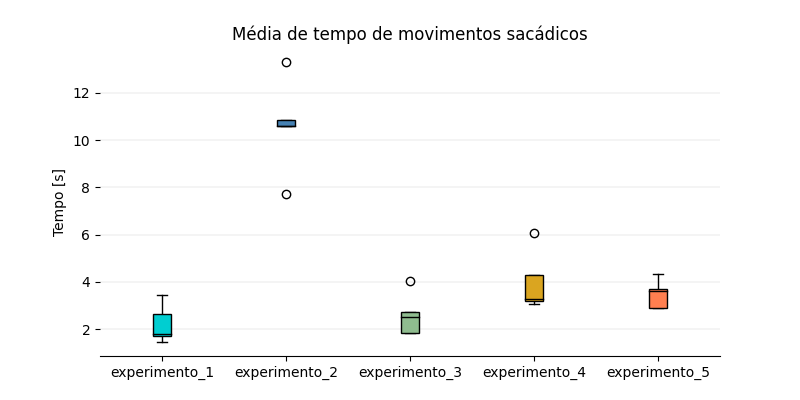 Média de tempo de movimentos sacádicos
Tempo [s]
12
10
8
6
4
2
experimento_1 experimento_2 experimento_3 experimento_4 experimento_5